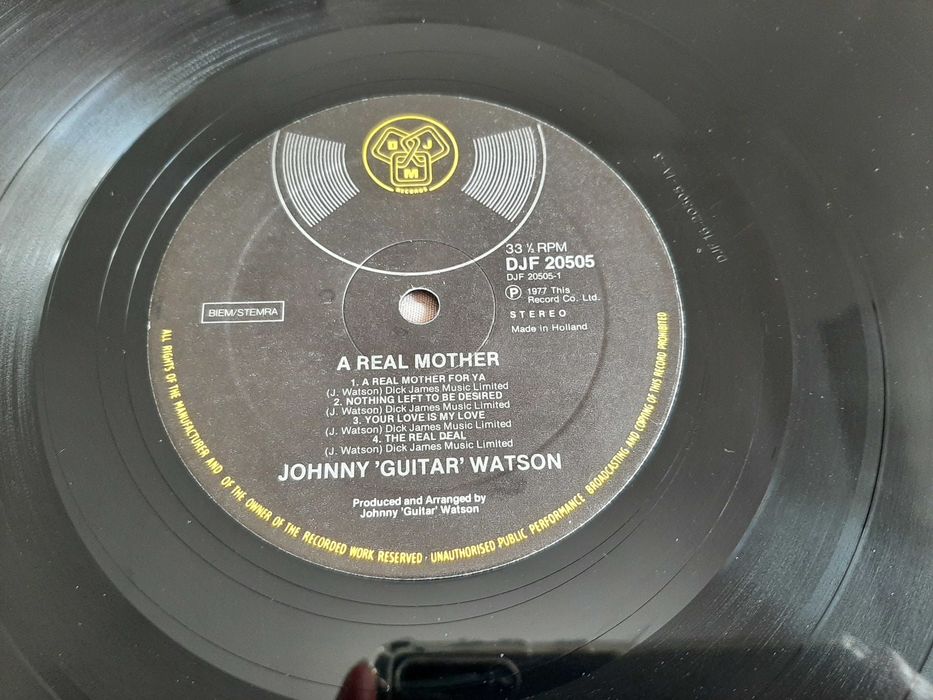 D J
M
RECORDS
33 ⅓ RPM
DJF 20505
DJF 20505-1
Ⓟ 1977 This
Record Co. Ltd.
STEREO
Made in Holland
BIEM/STEMRA
A REAL MOTHER
1. A REAL MOTHER FOR YA
(J. Watson) Dick James Music Limited
2. NOTHING LEFT TO BE DESIRED
(J. Watson) Dick James Music Limited
3. YOUR LOVE IS MY LOVE
(J. Watson) Dick James Music Limited
4. THE REAL DEAL
(J. Watson) Dick James Music Limited
JOHNNY 'GUITAR' WATSON
Produced and Arranged by
Johnny 'Guitar' Watson
ALL RIGHTS OF THE MANUFACTURER AND OF THE OWNER OF THE RECORDED WORK RESERVED · UNAUTHORISED PUBLIC PERFORMANCE BROADCASTING AND COPYING OF THIS RECORD PROHIBITED